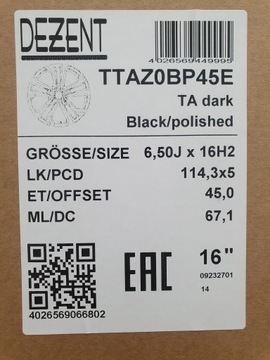 DEZENT
4026569449995
TTAZ0BP45E
TA dark
Black/polished
GRÖSSE/SIZE 6,50J x 16H2
LK/PCD 114,3x5
ET/OFFSET 45,0
ML/DC 67,1
EAC 16"
09232701
14
4026569066802